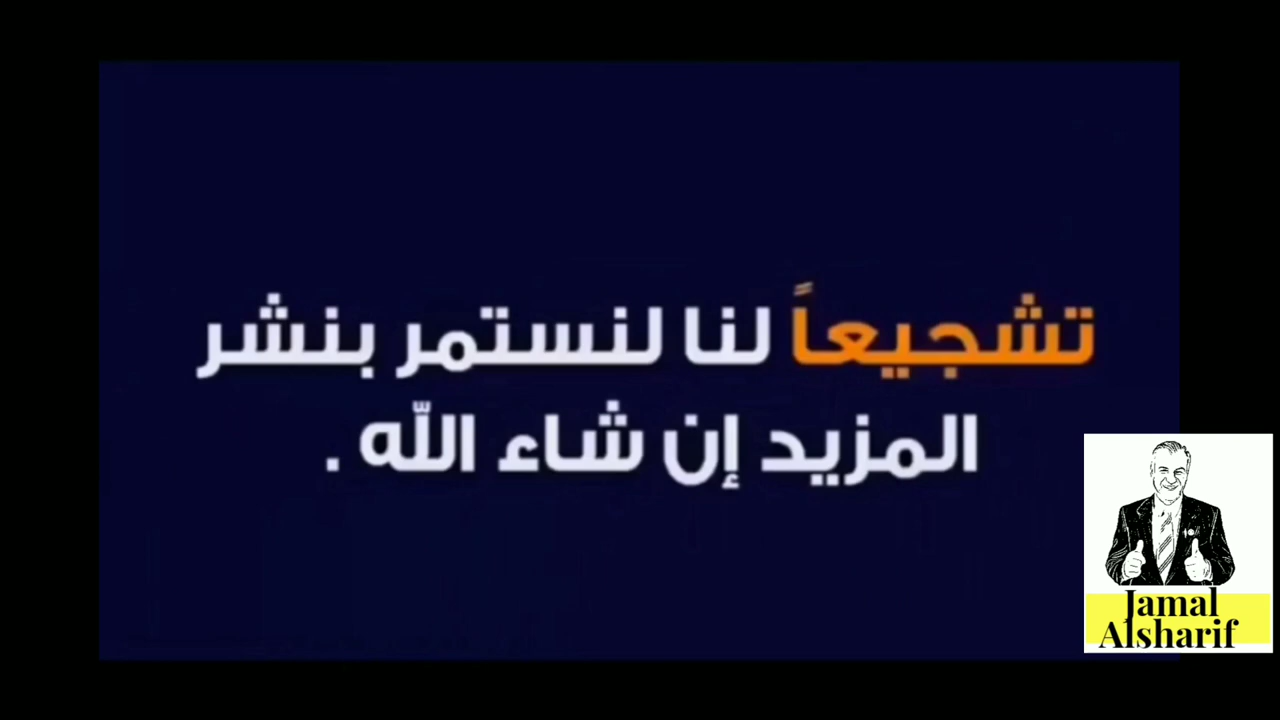 تشجيعاً لنا لنستمر بنشر
المزيد إن شاء الله .
Jamal
Alsharif